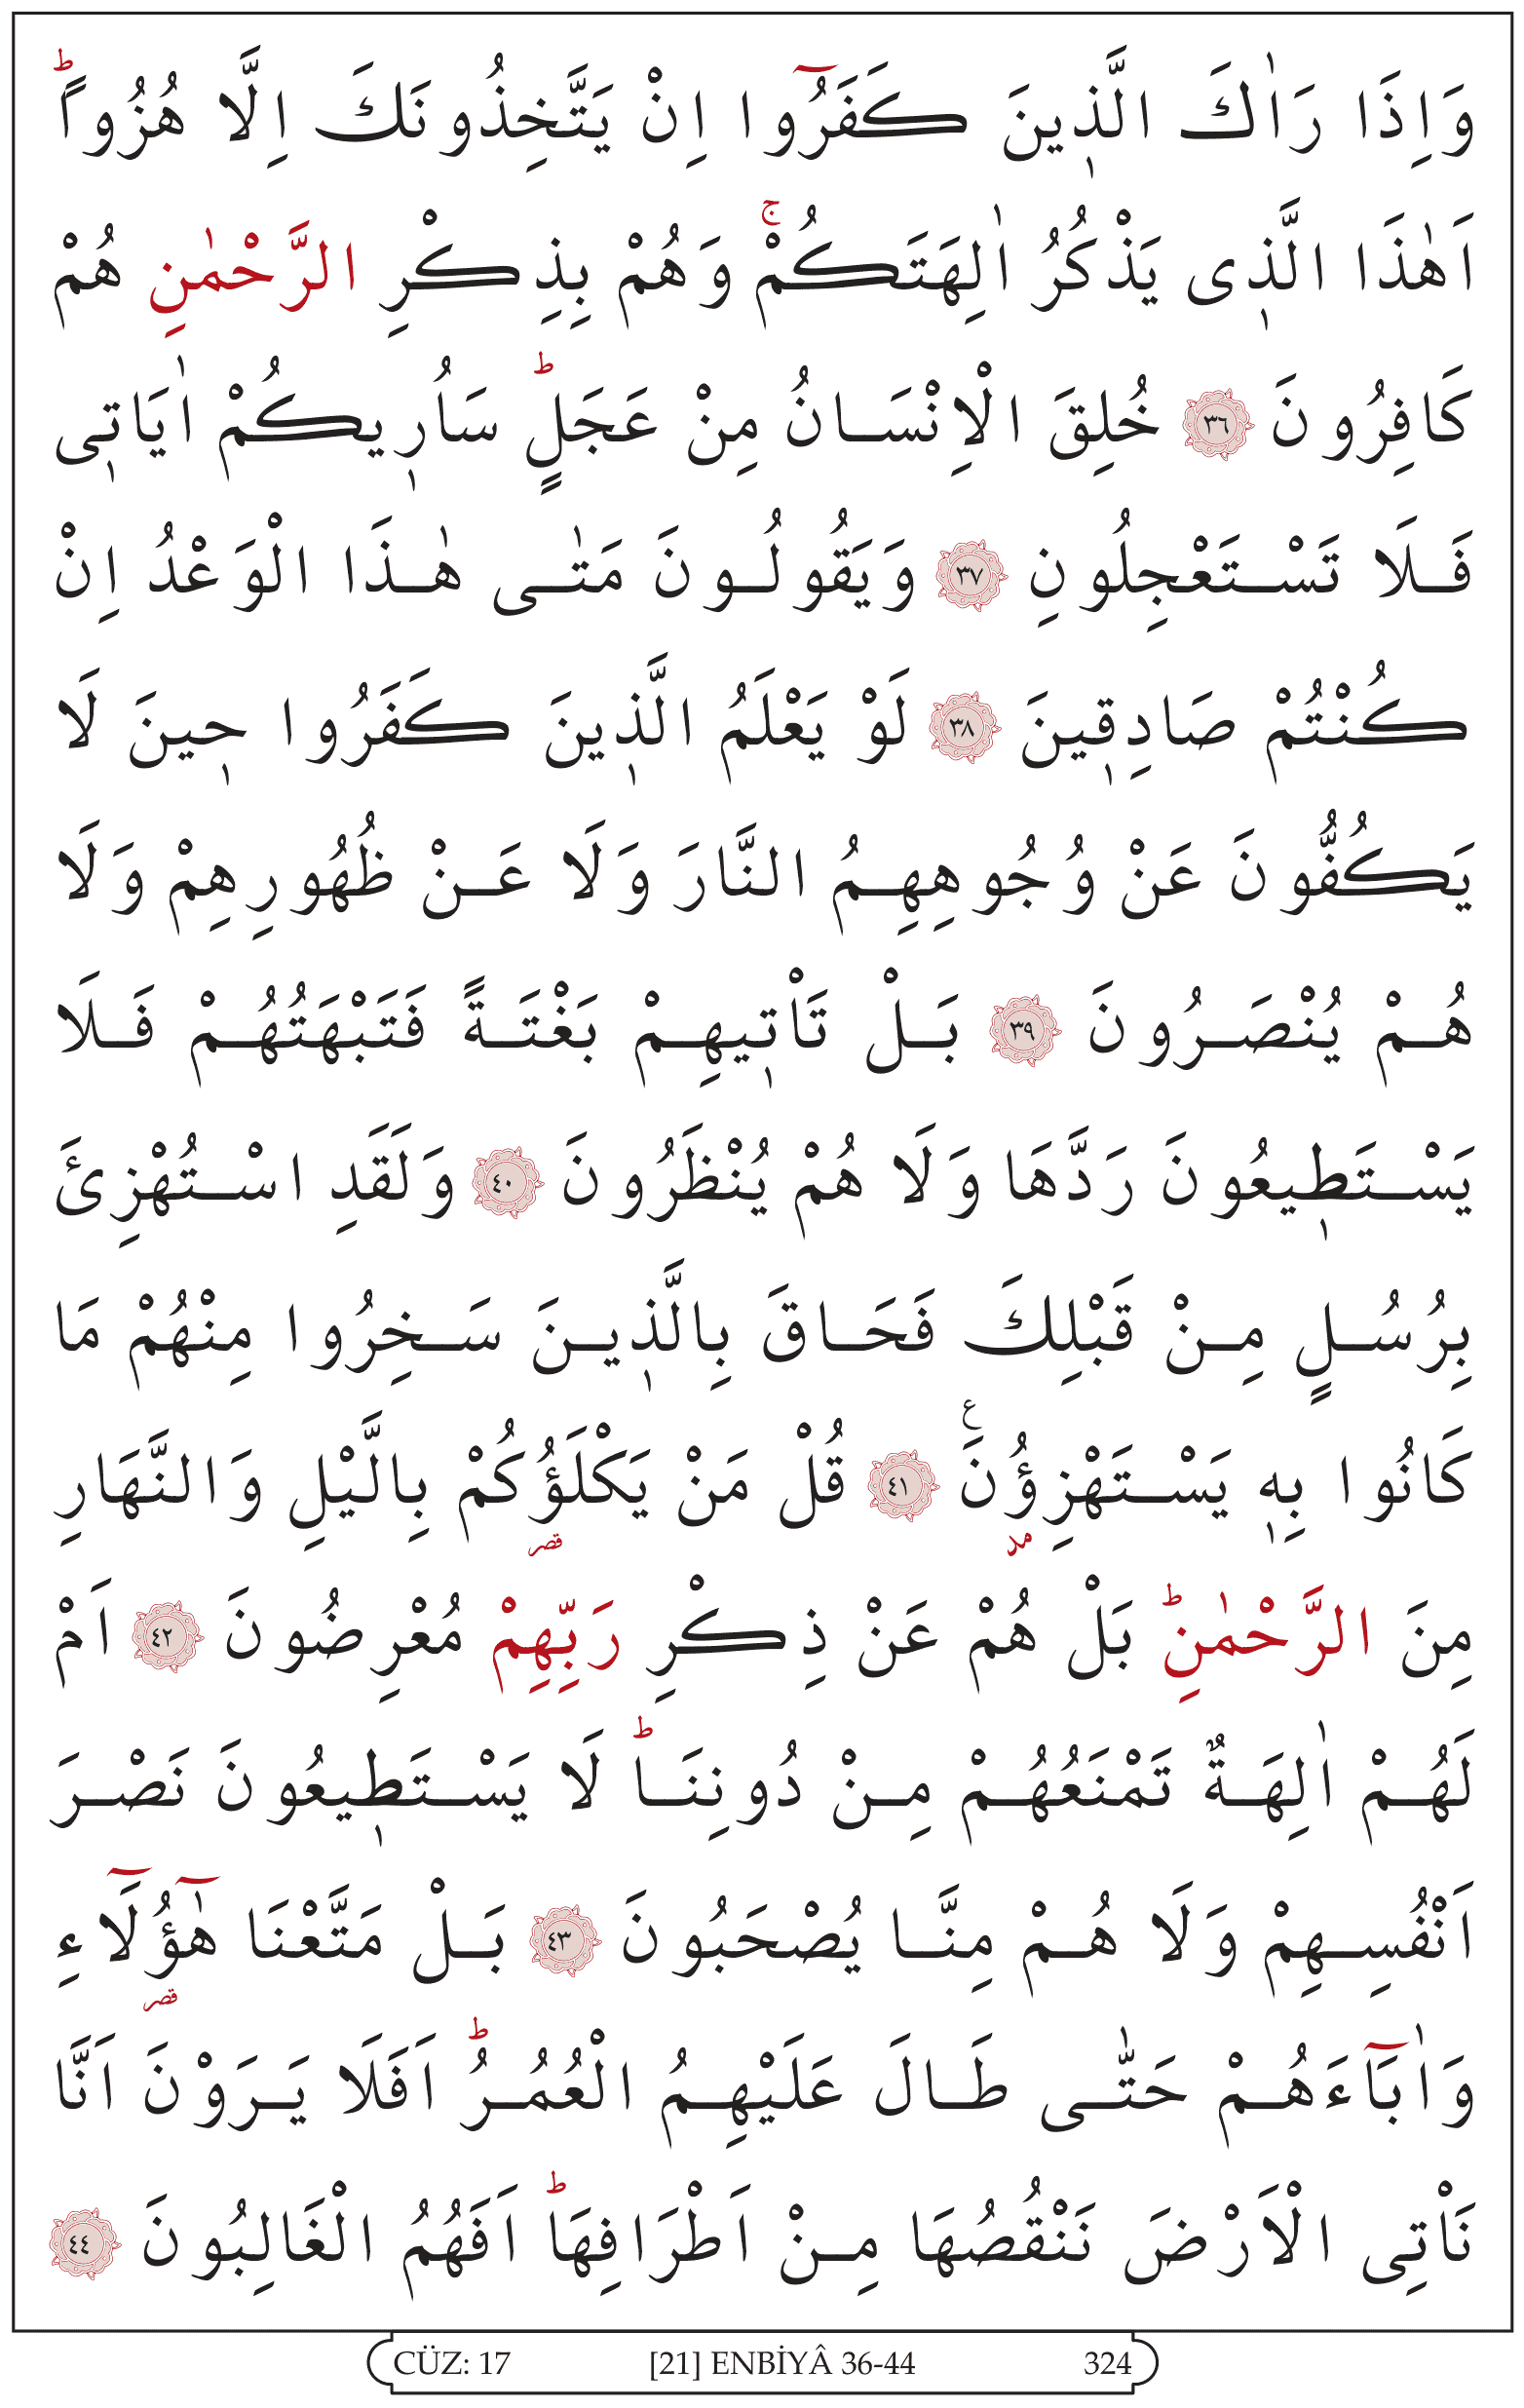 وَاِذَا رَاٰكَ الَّذٖينَ كَفَرُٓوا اِنْ يَتَّخِذُونَكَ اِلَّا هُزُواًؕ
اَهٰذَا الَّذٖى يَذْكُرُ اٰلِهَتَكُمْۚ وَهُمْ بِذِكْرِ الرَّحْمٰنِ هُمْ
كَافِرُونَ ﴿٣٦﴾ خُلِقَ الْاِنْسَانُ مِنْ عَجَلٍؕ سَاُرٖيكُمْ اٰيَاتٖى
فَلَا تَسْتَعْجِلُونِ ﴿٣٧﴾ وَيَقُولُونَ مَتٰى هٰذَا الْوَعْدُ اِنْ
كُنْتُمْ صَادِقٖينَ ﴿٣٨﴾ لَوْ يَعْلَمُ الَّذٖينَ كَفَرُوا حٖينَ لَا
يَكُفُّونَ عَنْ وُجُوهِهِمُ النَّارَ وَلَا عَنْ ظُهُورِهِمْ وَلَا
هُمْ يُنْصَرُونَ ﴿٣٩﴾ بَلْ تَاْتٖيهِمْ بَغْتَةً فَتَبْهَتُهُمْ فَلَا
يَسْتَطٖيعُونَ رَدَّهَا وَلَا هُمْ يُنْظَرُونَ ﴿٤٠﴾ وَلَقَدِ اسْتُهْزِئَ
بِرُسُلٍ مِنْ قَبْلِكَ فَحَاقَ بِالَّذٖينَ سَخِرُوا مِنْهُمْ مَا
كَانُوا بِهٖ يَسْتَهْزِؤُنَ ع ﴿٤١﴾ قُلْ مَنْ يَكْلَؤُكُمْ بِالَّيْلِ وَالنَّهَارِ
مِنَ الرَّحْمٰنِؕ بَلْ هُمْ عَنْ ذِكْرِ رَبِّهِمْ مُعْرِضُونَ ﴿٤٢﴾ اَمْ
لَهُمْ اٰلِهَةٌ تَمْنَعُهُمْ مِنْ دُونِنَاؕ لَا يَسْتَطٖيعُونَ نَصْرَ
اَنْفُسِهِمْ وَلَا هُمْ مِنَّا يُصْحَبُونَ ﴿٤٣﴾ بَلْ مَتَّعْنَا هٰٓؤُلَٓاءِ
وَاٰبَٓاءَهُمْ حَتّٰى طَالَ عَلَيْهِمُ الْعُمُرُؕ اَفَلَا يَرَوْنَ اَنَّا
نَاْتِى الْاَرْضَ نَنْقُصُهَا مِنْ اَطْرَافِهَاؕ اَفَهُمُ الْغَالِبُونَ ﴿٤٤﴾
CÜZ: 17 [21] ENBİYÂ 36-44 324